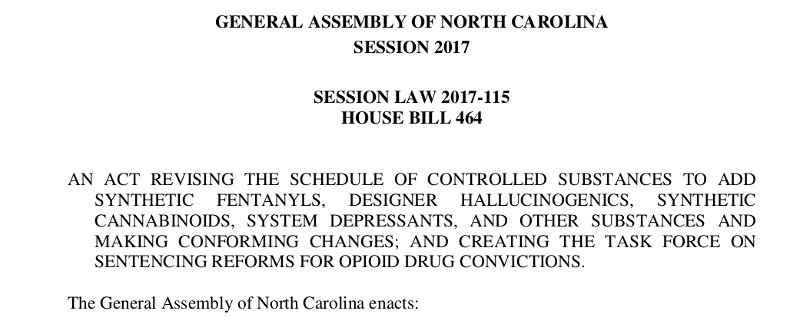 GENERAL ASSEMBLY OF NORTH CAROLINA
SESSION 2017
SESSION LAW 2017-115
HOUSE BILL 464
AN ACT REVISING THE SCHEDULE OF CONTROLLED SUBSTANCES TO ADD
SYNTHETIC FENTANYLS, DESIGNER HALLUCINOGENICS, SYNTHETIC
CANNABINOIDS, SYSTEM DEPRESSANTS, AND OTHER SUBSTANCES AND
MAKING CONFORMING CHANGES; AND CREATING THE TASK FORCE ON
SENTENCING REFORMS FOR OPIOID DRUG CONVICTIONS.
The General Assembly of North Carolina enacts: